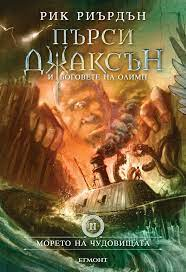 РИК РИЪРДЪН
ПЪРСИ
ДЖАКСЪН
И БОГОВЕТЕ НА ОЛИМП
II
МОРЕТО НА ЧУДОВИЩАТА
ЕГМОНТ